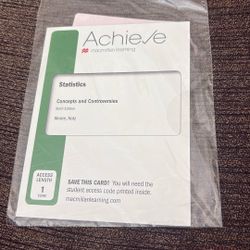 Achieve
macmillan learning
Statistics
Concepts and Controversies
Moore, Notz
ACCESS
LENGTH
1
TERM
SAVE THIS CARD! You will need the
student access code printed inside.
macmillanlearning.com